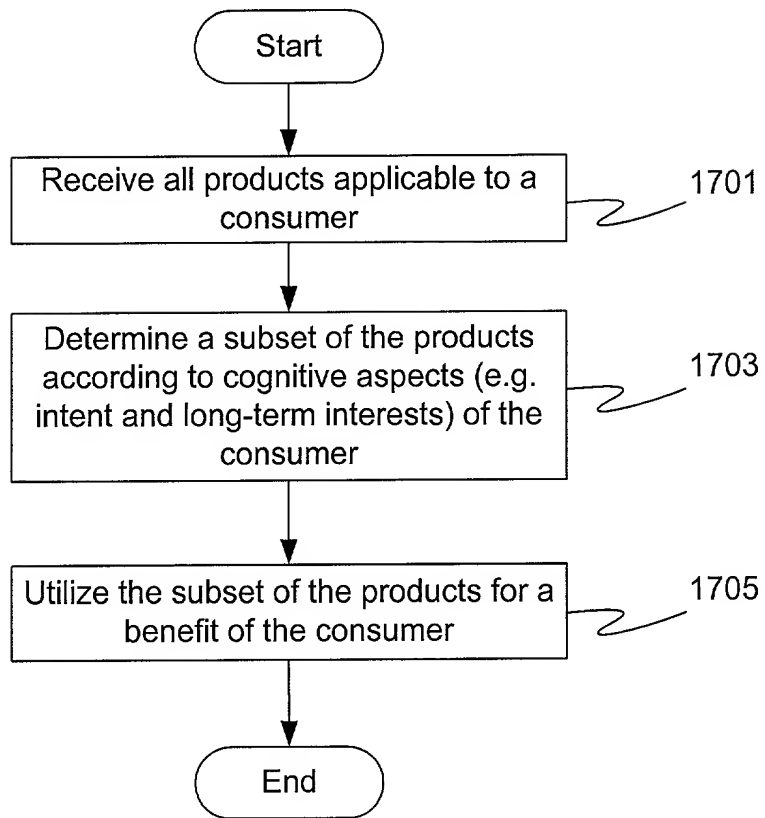 Start
Receive all products applicable to a
consumer
1701
Determine a subset of the products
according to cognitive aspects (e.g.
intent and long-term interests) of the
consumer
1703
Utilize the subset of the products for a
benefit of the consumer
1705
End